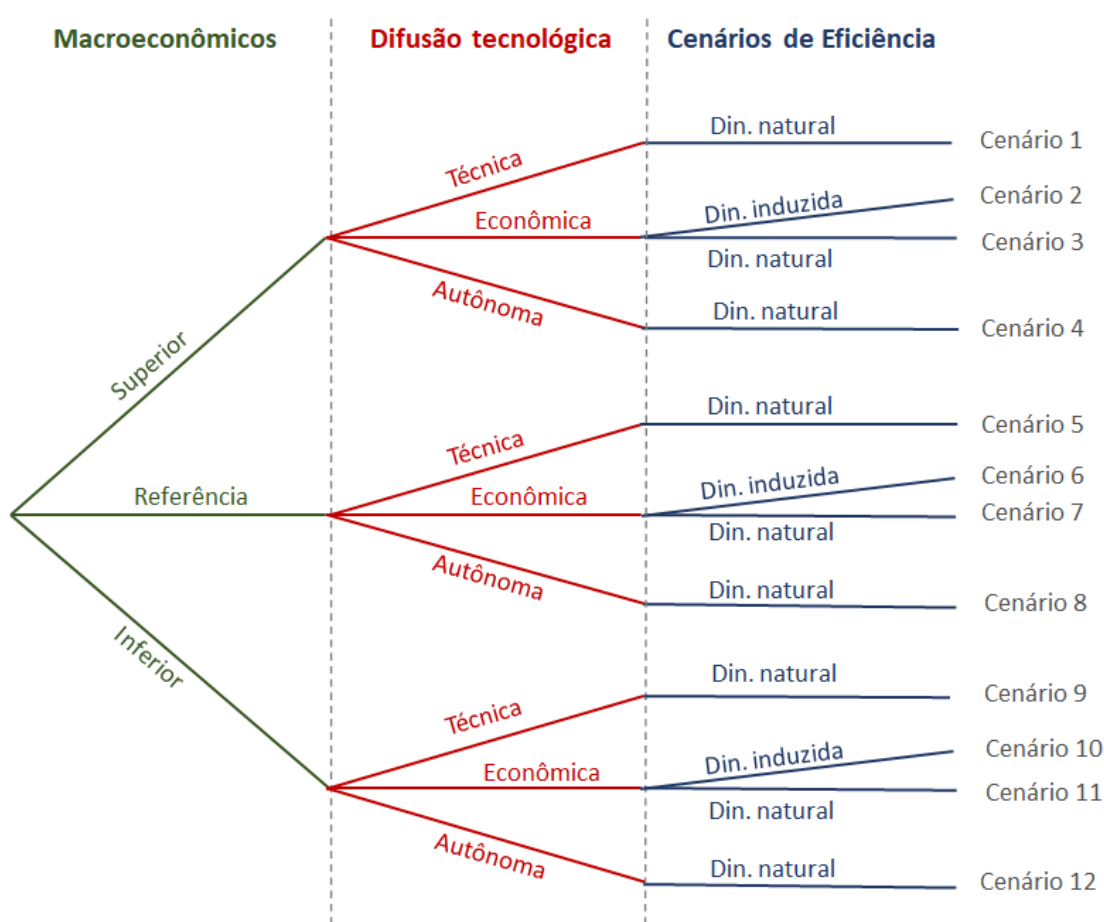 Macroeconômicos
Difusão tecnológica
Cenários de Eficiência
Superior
Técnica
Din. natural
Cenário 1
Econômica
Din. induzida
Cenário 2
Din. natural
Cenário 3
Autônoma
Din. natural
Cenário 4
Referência
Técnica
Din. natural
Cenário 5
Econômica
Din. induzida
Cenário 6
Din. natural
Cenário 7
Autônoma
Din. natural
Cenário 8
Inferior
Técnica
Din. natural
Cenário 9
Econômica
Din. induzida
Cenário 10
Din. natural
Cenário 11
Autônoma
Din. natural
Cenário 12